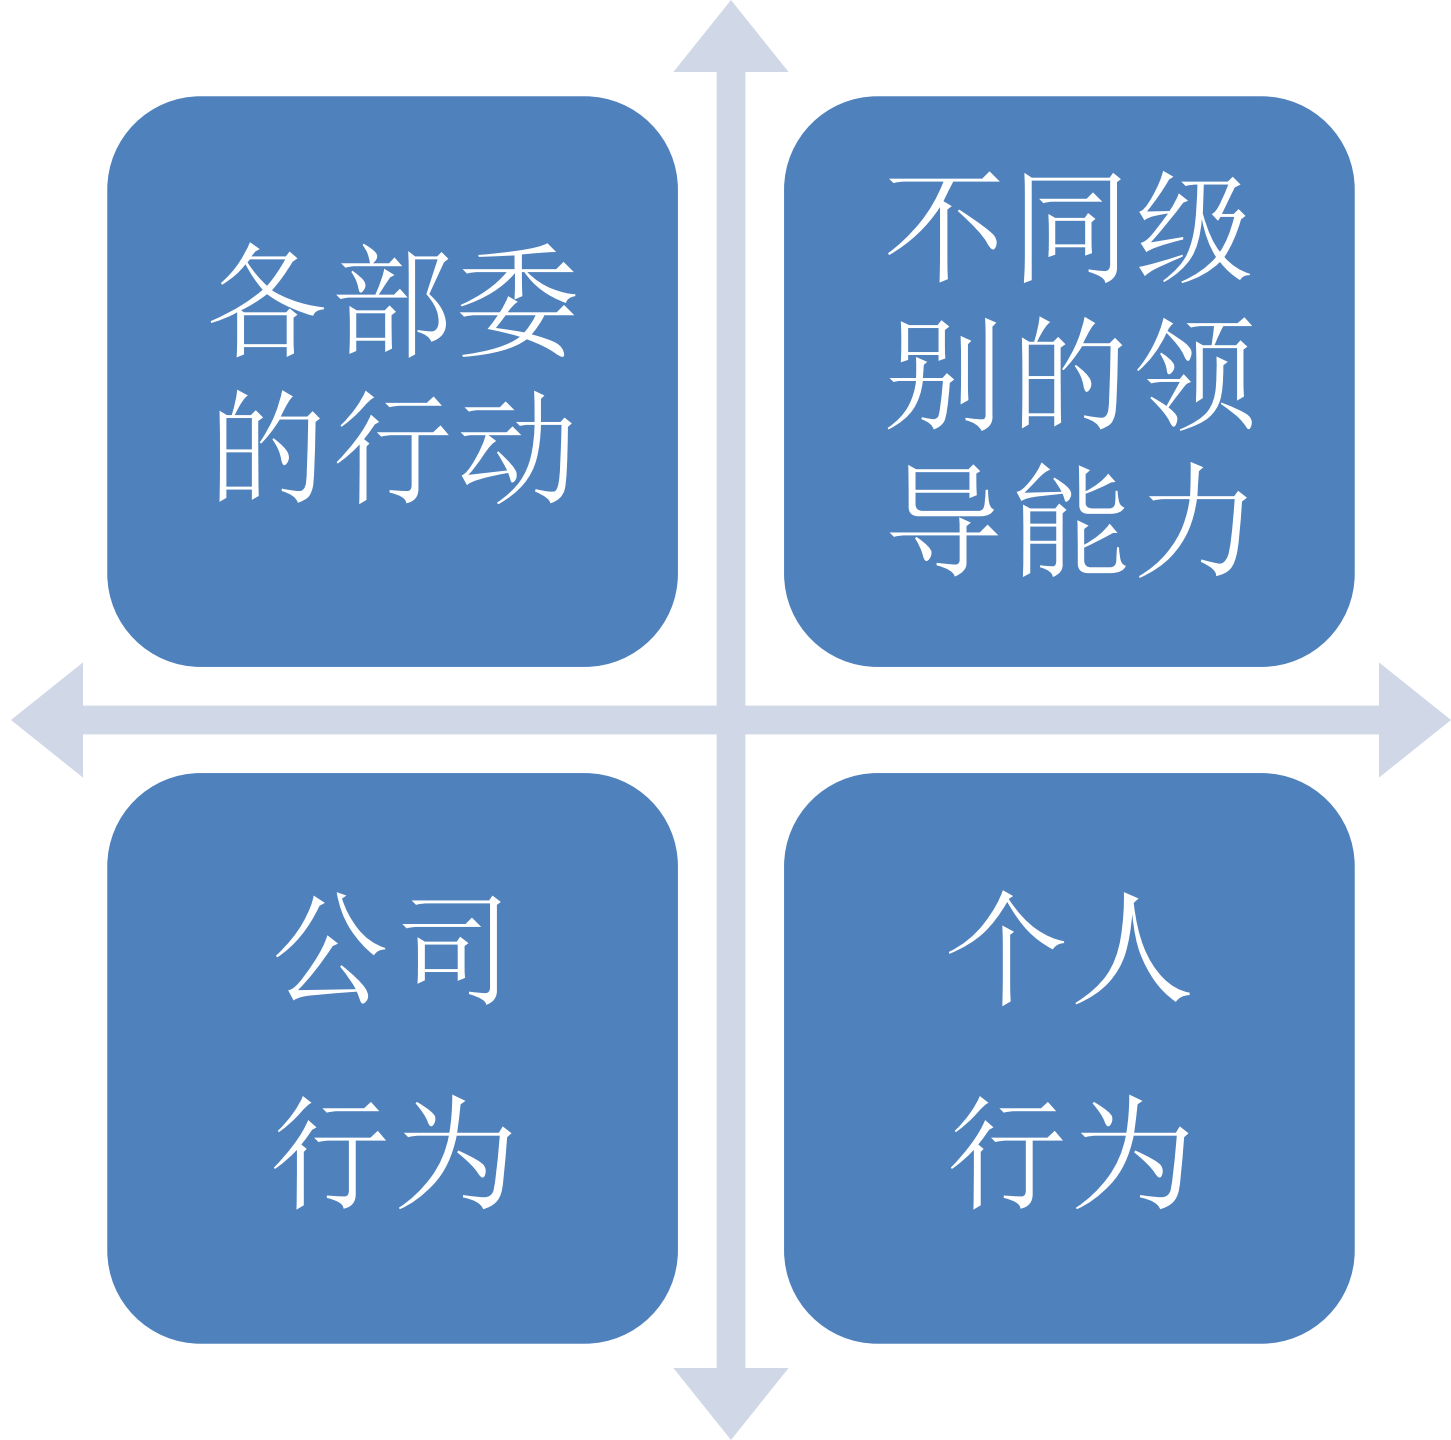 各部委
的行动
不同级
别的领
导能力
公司
行为
个人
行为